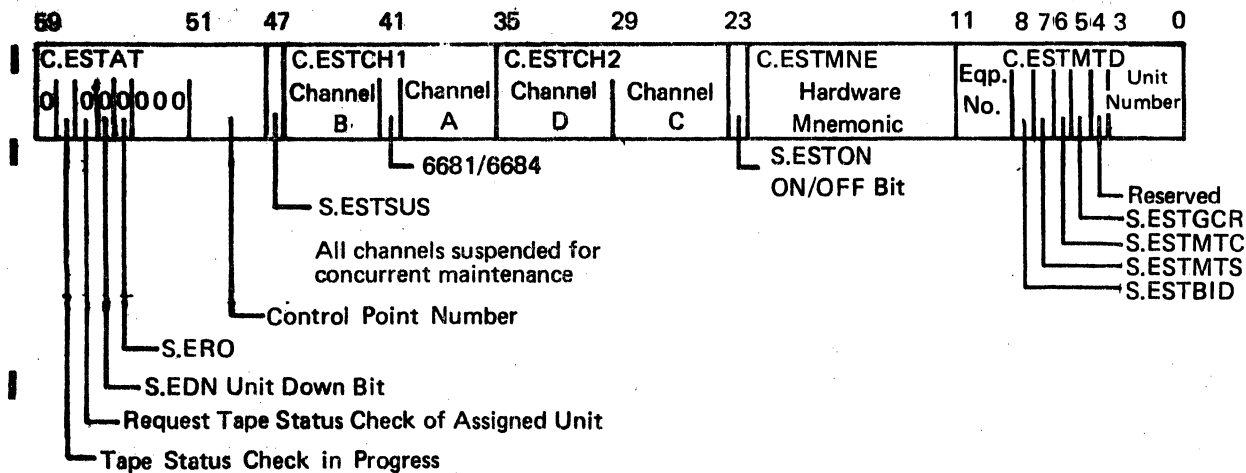 59 51 47 41 35 29 23 11 8 7 6 5 4 3 0
C.ESTAT C.ESTCH1 C.ESTCH2 C.ESTMNE C.ESTMTD
0 0 0 0 0 0 0 Channel B Channel A Channel D Channel C Hardware Mnemonic Eqp. No. Unit Number
6681/6684
S.ESTON
ON/OFF Bit
Reserved
S.ESTSUS
S.ESTGCR
All channels suspended for
concurrent maintenance
S.ESTMTC
S.ESTMTS
S.ESTBID
Control Point Number
S.ERO
S.EDN Unit Down Bit
Request Tape Status Check of Assigned Unit
Tape Status Check in Progress